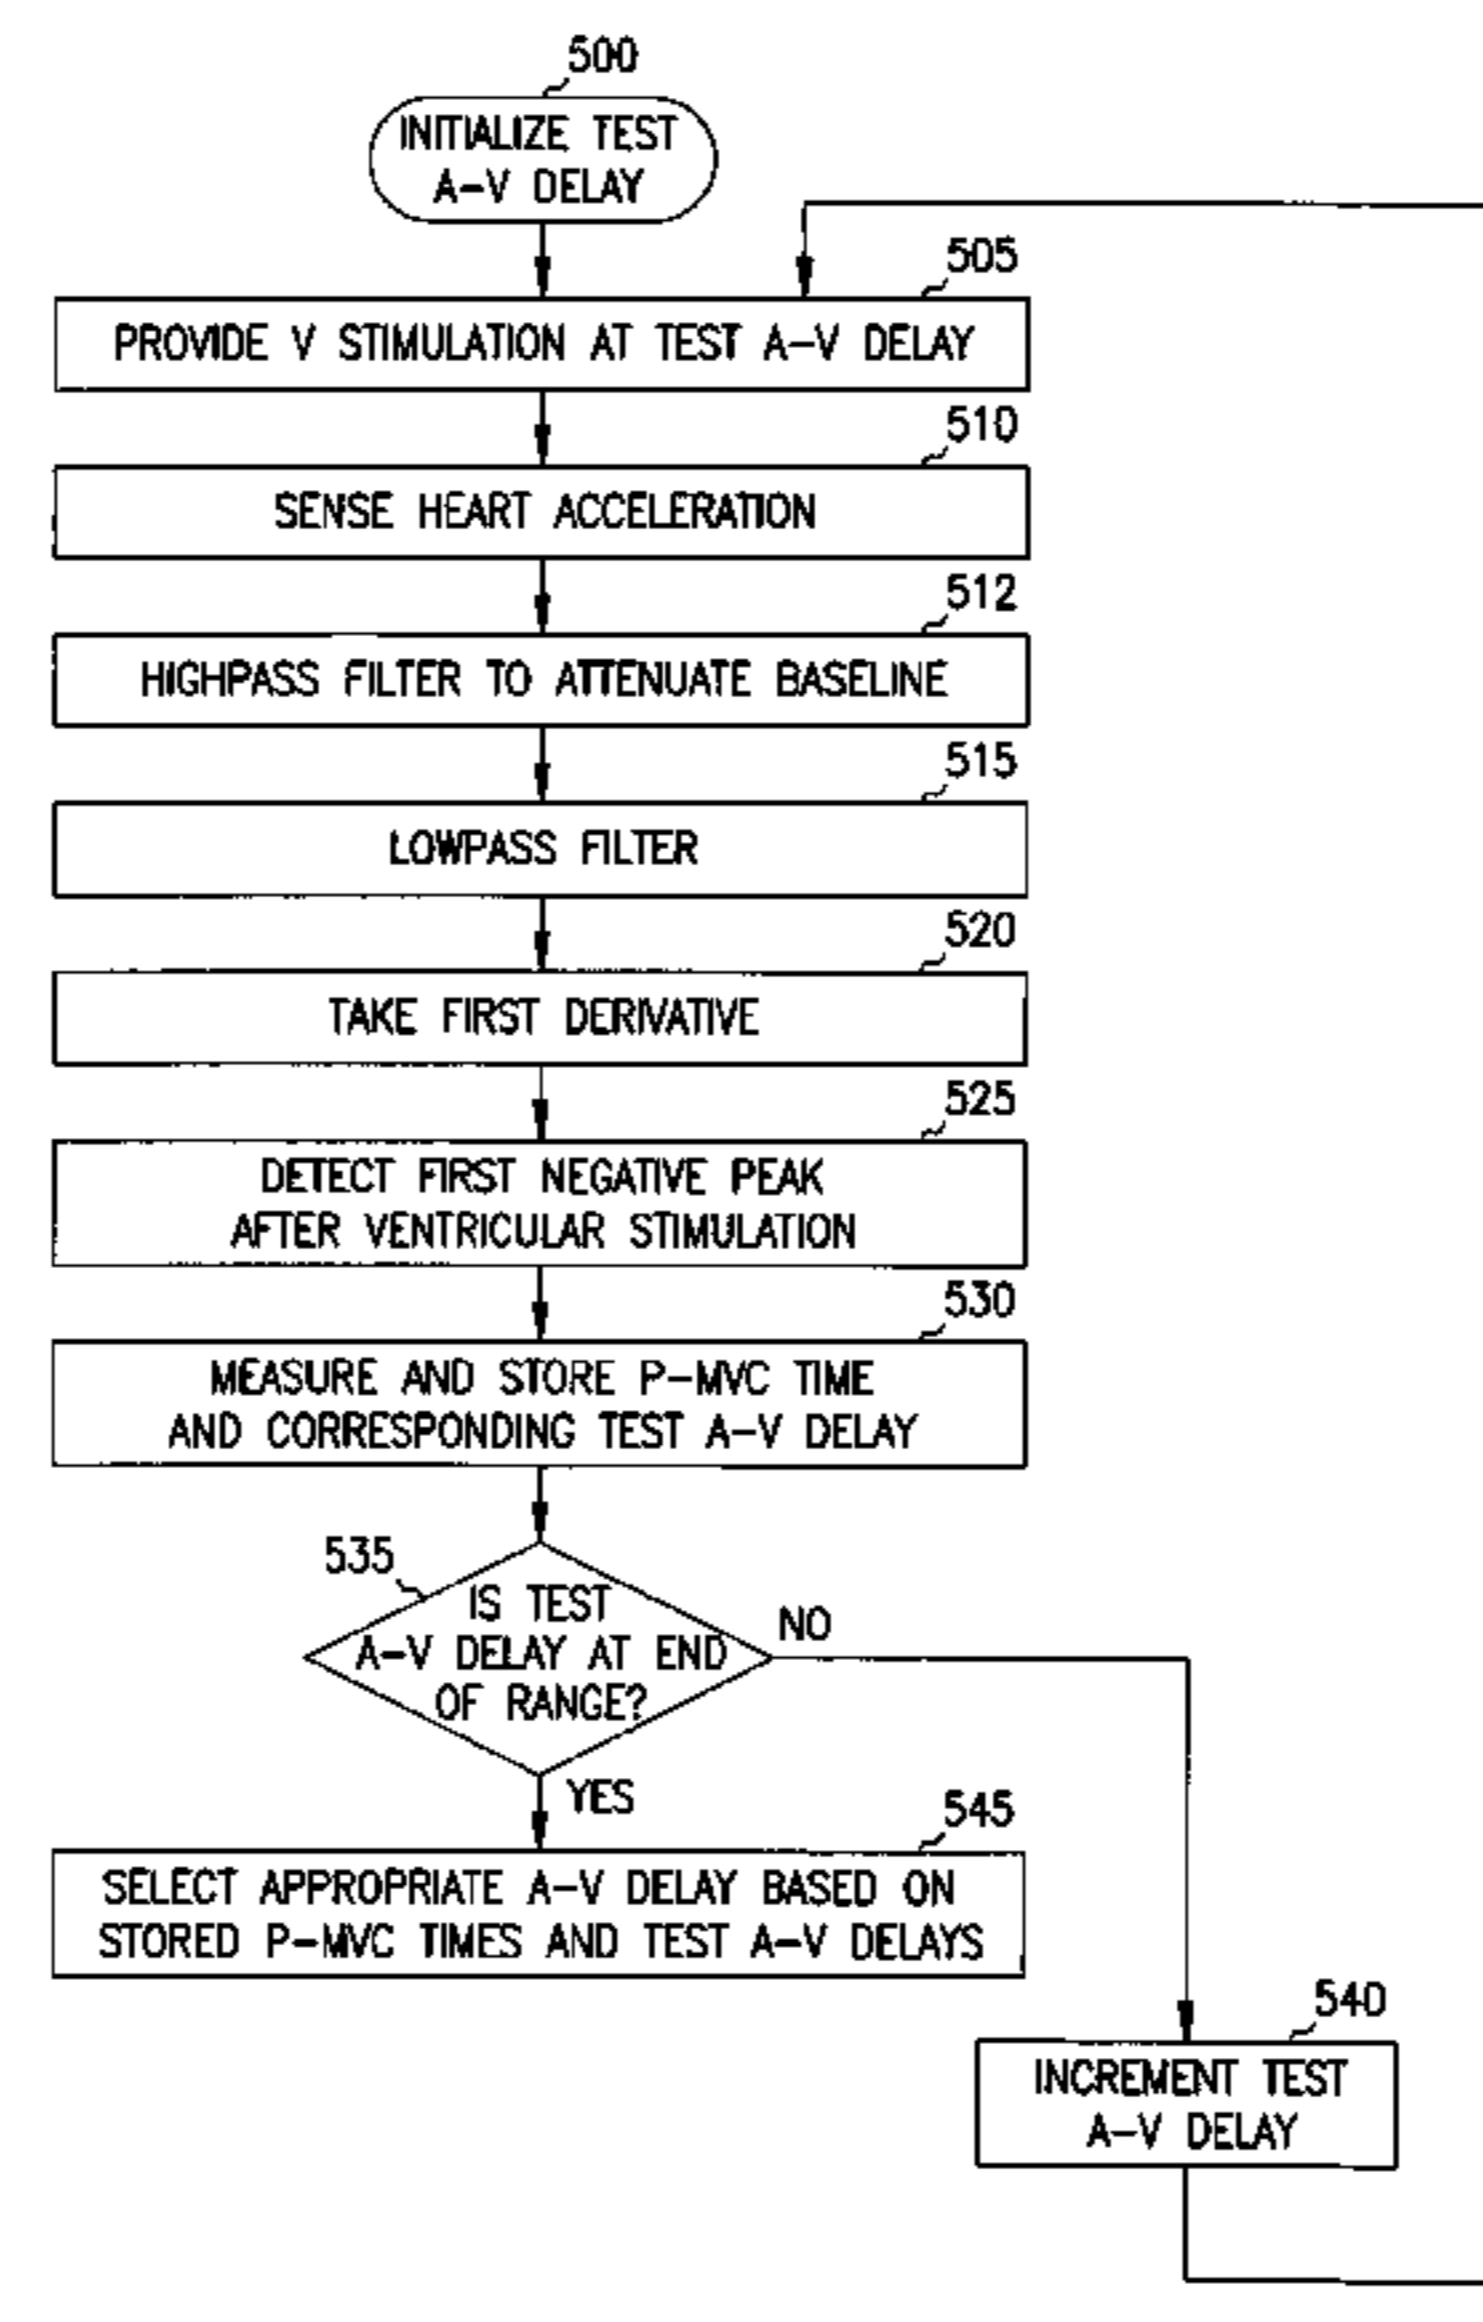 500
INITIALIZE TEST
A-V DELAY
505
PROVIDE V STIMULATION AT TEST A-V DELAY
510
SENSE HEART ACCELERATION
512
HIGHPASS FILTER TO ATTENUATE BASELINE
515
LOWPASS FILTER
520
TAKE FIRST DERIVATIVE
525
DETECT FIRST NEGATIVE PEAK
AFTER VENTRICULAR STIMULATION
530
MEASURE AND STORE P-MVC TIME
AND CORRESPONDING TEST A-V DELAY
535
IS TEST
A-V DELAY AT END
OF RANGE?
NO
YES
545
SELECT APPROPRIATE A-V DELAY BASED ON
STORED P-MVC TIMES AND TEST A-V DELAYS
540
INCREMENT TEST
A-V DELAY